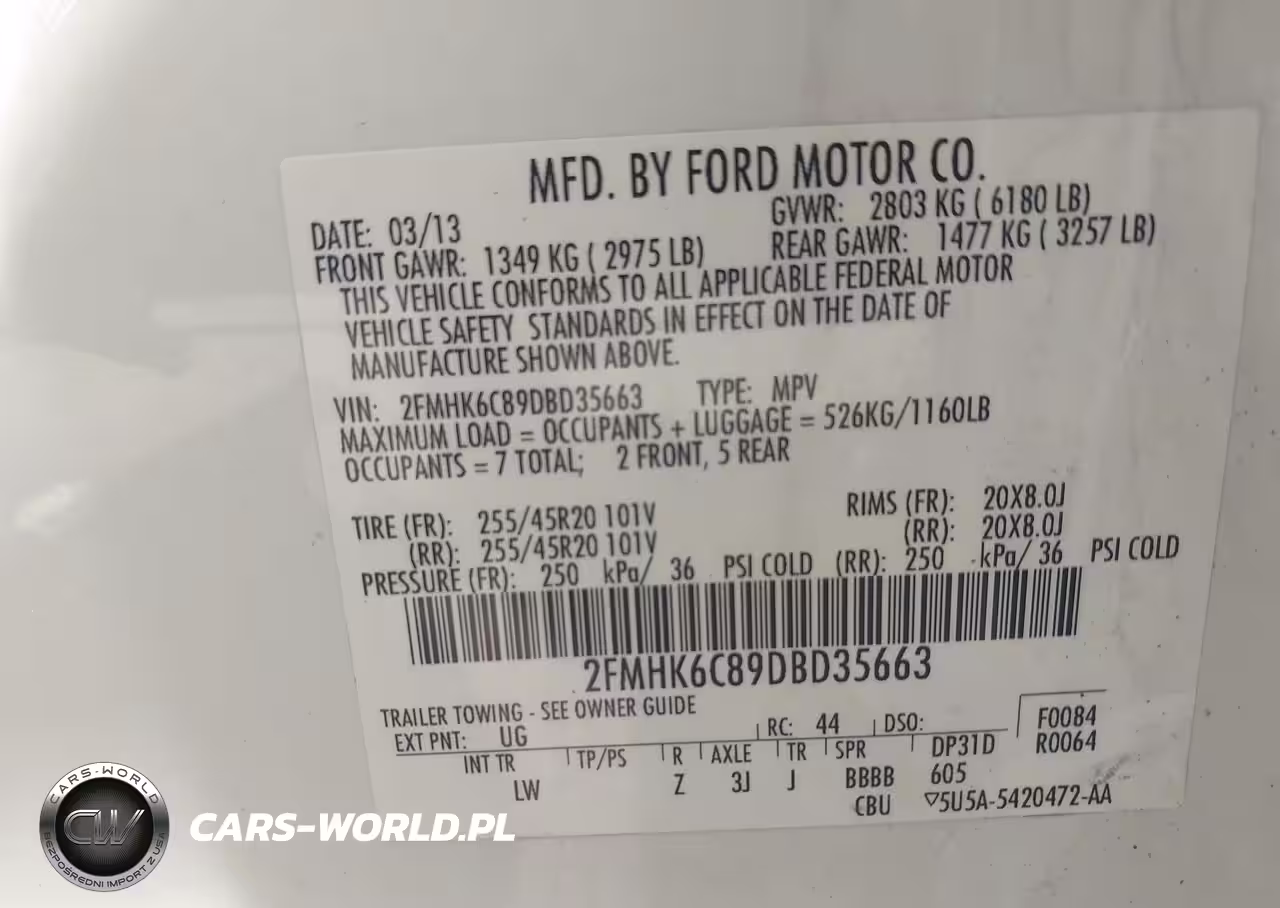 MFD. BY FORD MOTOR CO.
DATE: 03/13 GVWR: 2803 KG ( 6180 LB)
FRONT GAWR: 1349 KG ( 2975 LB) REAR GAWR: 1477 KG ( 3257 LB)
THIS VEHICLE CONFORMS TO ALL APPLICABLE FEDERAL MOTOR
VEHICLE SAFETY STANDARDS IN EFFECT ON THE DATE OF
MANUFACTURE SHOWN ABOVE.
VIN: 2FMHK6C89DBD35663 TYPE: MPV
MAXIMUM LOAD = OCCUPANTS + LUGGAGE = 526KG/1160LB
OCCUPANTS = 7 TOTAL; 2 FRONT, 5 REAR
TIRE (FR): 255/45R20 101V RIMS (FR): 20X8.0J
(RR): 255/45R20 101V (RR): 20X8.0J
PRESSURE (FR): 250 kPa/ 36 PSI COLD (RR): 250 kPa/ 36 PSI COLD
2FMHK6C89DBD35663
TRAILER TOWING - SEE OWNER GUIDE
EXT PNT: UG RC: 44 DSO: F0084
INT TR TP/PS R AXLE TR SPR DP31D R0064
LW Z 3J J BBBB 605
CBU ▽5U5A-5420472-AA
CARS-WORLD
CW
BEZPOŚREDNI IMPORT Z USA
CARS-WORLD.PL